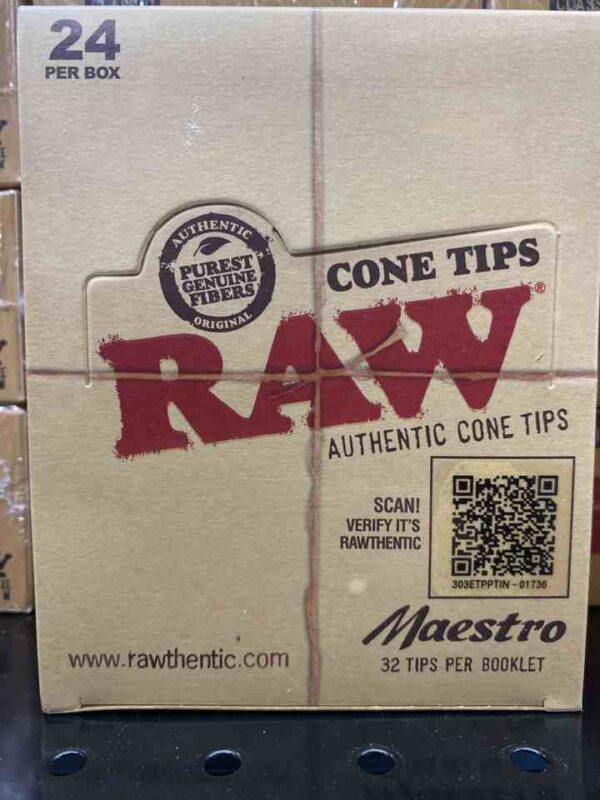 24
PER BOX
AUTHENTIC
PUREST
GENUINE
FIBERS
ORIGINAL
CONE TIPS
RAW®
AUTHENTIC CONE TIPS
SCAN!
VERIFY IT'S
RAWTHENTIC
303ETPPTIN-01736
Maestro
32 TIPS PER BOOKLET
www.rawthentic.com